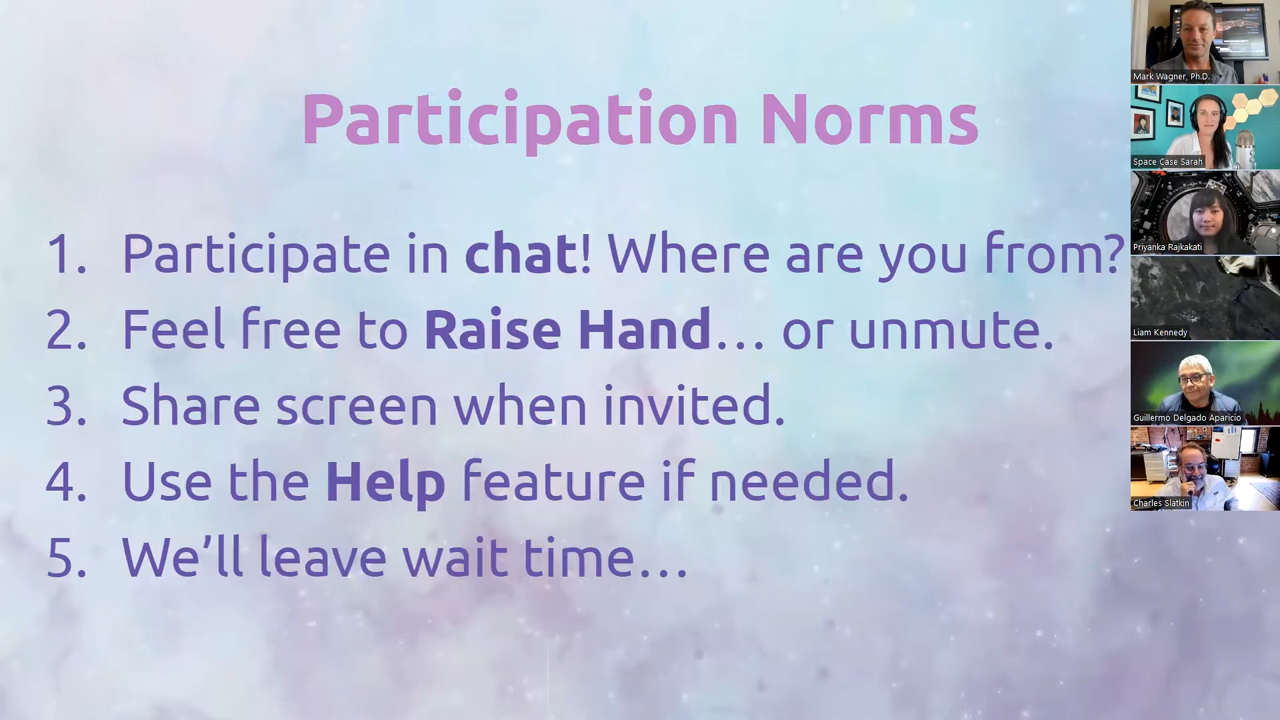 Participation Norms
1. Participate in chat! Where are you from?
2. Feel free to Raise Hand… or unmute.
3. Share screen when invited.
4. Use the Help feature if needed.
5. We’ll leave wait time…
Mark Wagner, Ph.D.
Space Case Sarah
Priyanka Rajkakati
Liam Kennedy
Guillermo Delgado Aparicio
Charles Slatkin